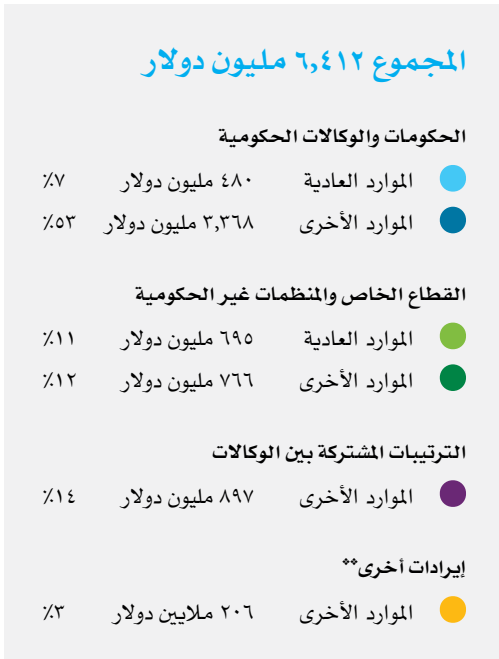 المجموع ٦,٤١٢ مليون دولار
الحكومات والوكالات الحكومية
الموارد العادية ٤٨٠ مليون دولار ٧٪
الموارد الأخرى ٣,٣٦٨ مليون دولار ٥٣٪
القطاع الخاص والمنظمات غير الحكومية
الموارد العادية ٦٩٥ مليون دولار ١١٪
الموارد الأخرى ٧٦٦ مليون دولار ١٢٪
الترتيبات المشتركة بين الوكالات
الموارد الأخرى ٨٩٧ مليون دولار ١٤٪
إيرادات أخرى**
الموارد الأخرى ٢٠٦ ملايين دولار ٣٪